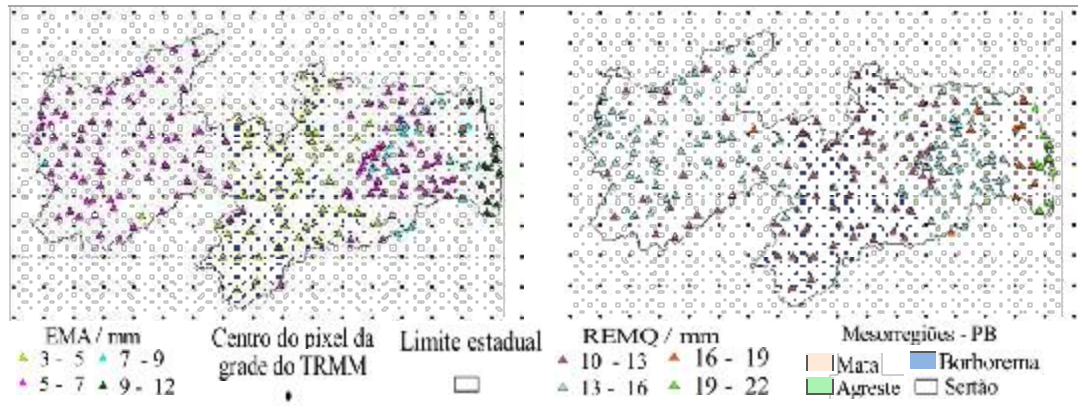 EMA / mm
3 - 5
7 - 9
5 - 7
9 - 12
Centro do pixel da
grade do TRMM
Limite estadual
REMQ / mm
10 - 13
16 - 19
13 - 16
19 - 22
Mesorregiões - PB
Mata
Borborema
Agreste
Sertão